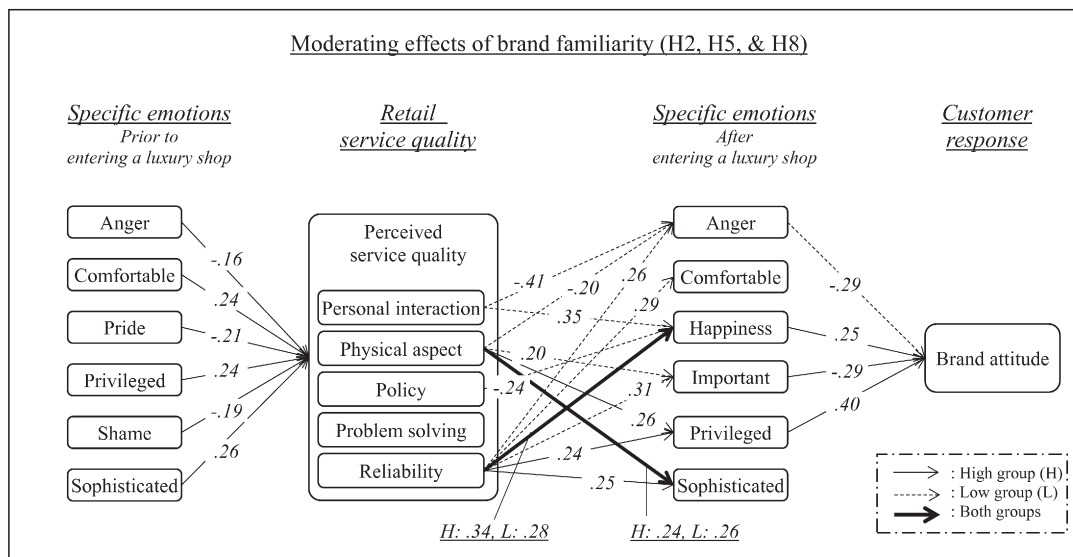 Moderating effects of brand familiarity (H2, H5, & H8)
Specific emotions
Prior to
entering a luxury shop
Retail
service quality
Specific emotions
After
entering a luxury shop
Customer
response
Anger
Comfortable
Pride
Privileged
Shame
Sophisticated
-.16
.24
-.21
.24
-.19
.26
Perceived
service quality
Personal interaction
Physical aspect
Policy
Problem solving
Reliability
-.41
.26
-.20
.29
.35
.20
-.24
.31
.26
.24
.25
H: .34, L: .28
H: .24, L: .26
Anger
Comfortable
Happiness
Important
Privileged
Sophisticated
-.29
.25
-.29
.40
Brand attitude
: High group (H)
: Low group (L)
: Both groups